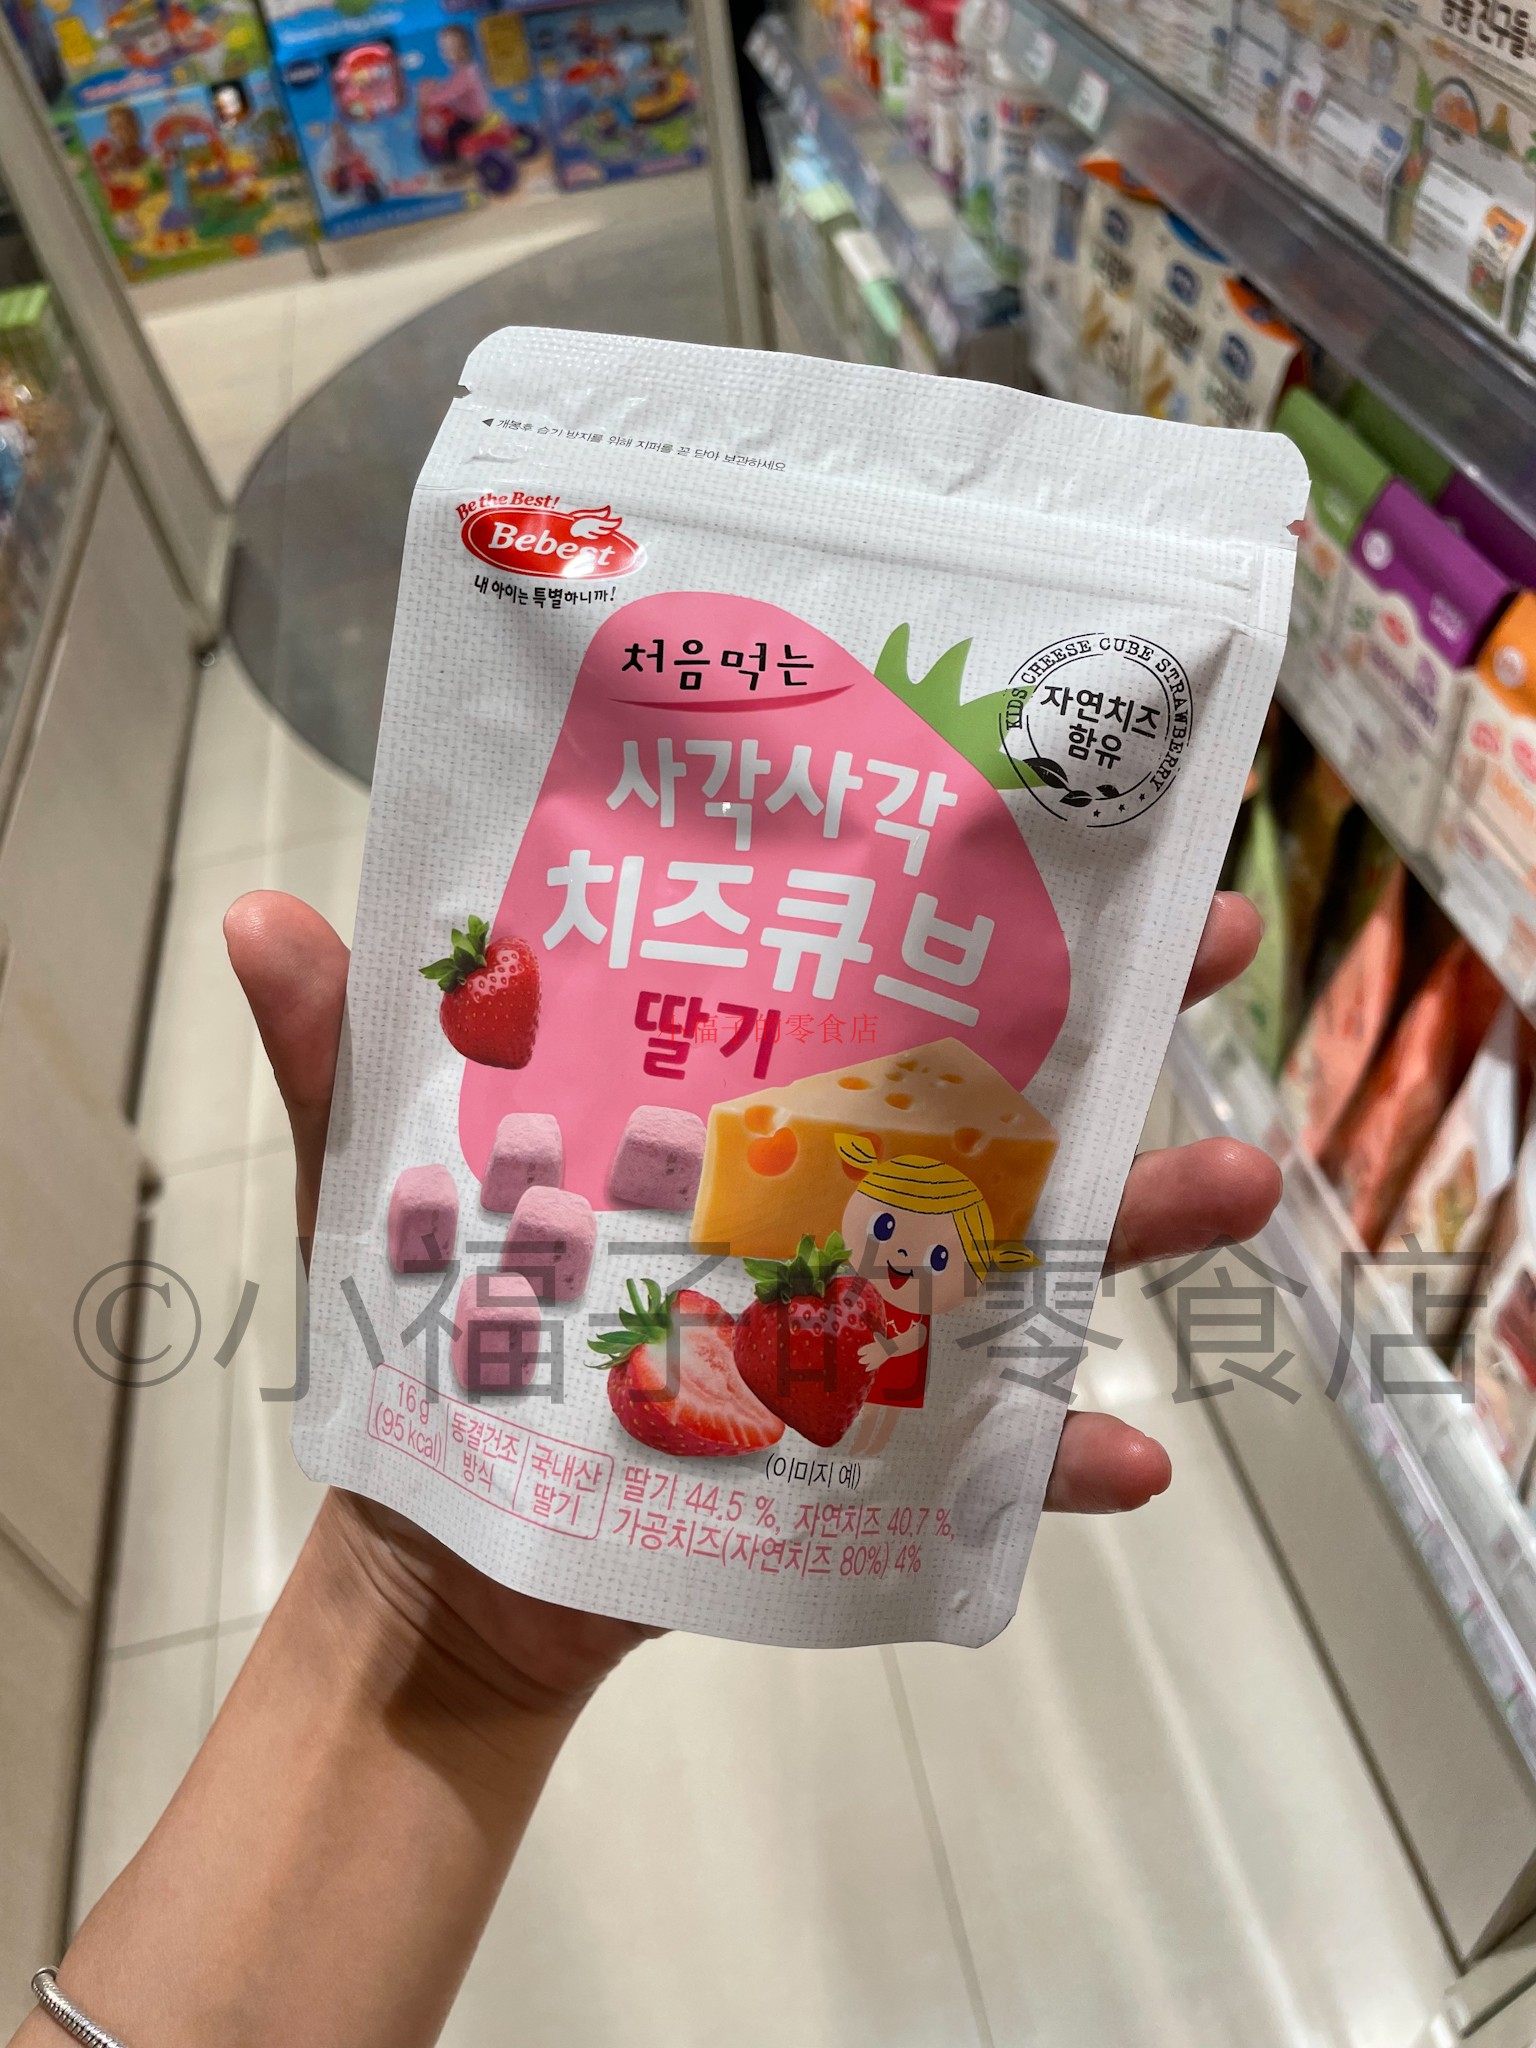 ◀ 개봉후 습기 방지를 위해 지퍼를 꼭 닫아 보관하세요
Be the Best!
Bebest
내 아이는 특별하니까!
처음먹는
사각사각
치즈큐브
딸기
KIDS CHEESE CUBE STRAWBERRY
자연치즈
함유
小福子的零食店
©小福子的零食店
16g
(95 kcal)
동결건조
방식
국내산
딸기
(이미지 예)
딸기 44.5 %, 자연치즈 40.7 %,
가공치즈(자연치즈 80%) 4%